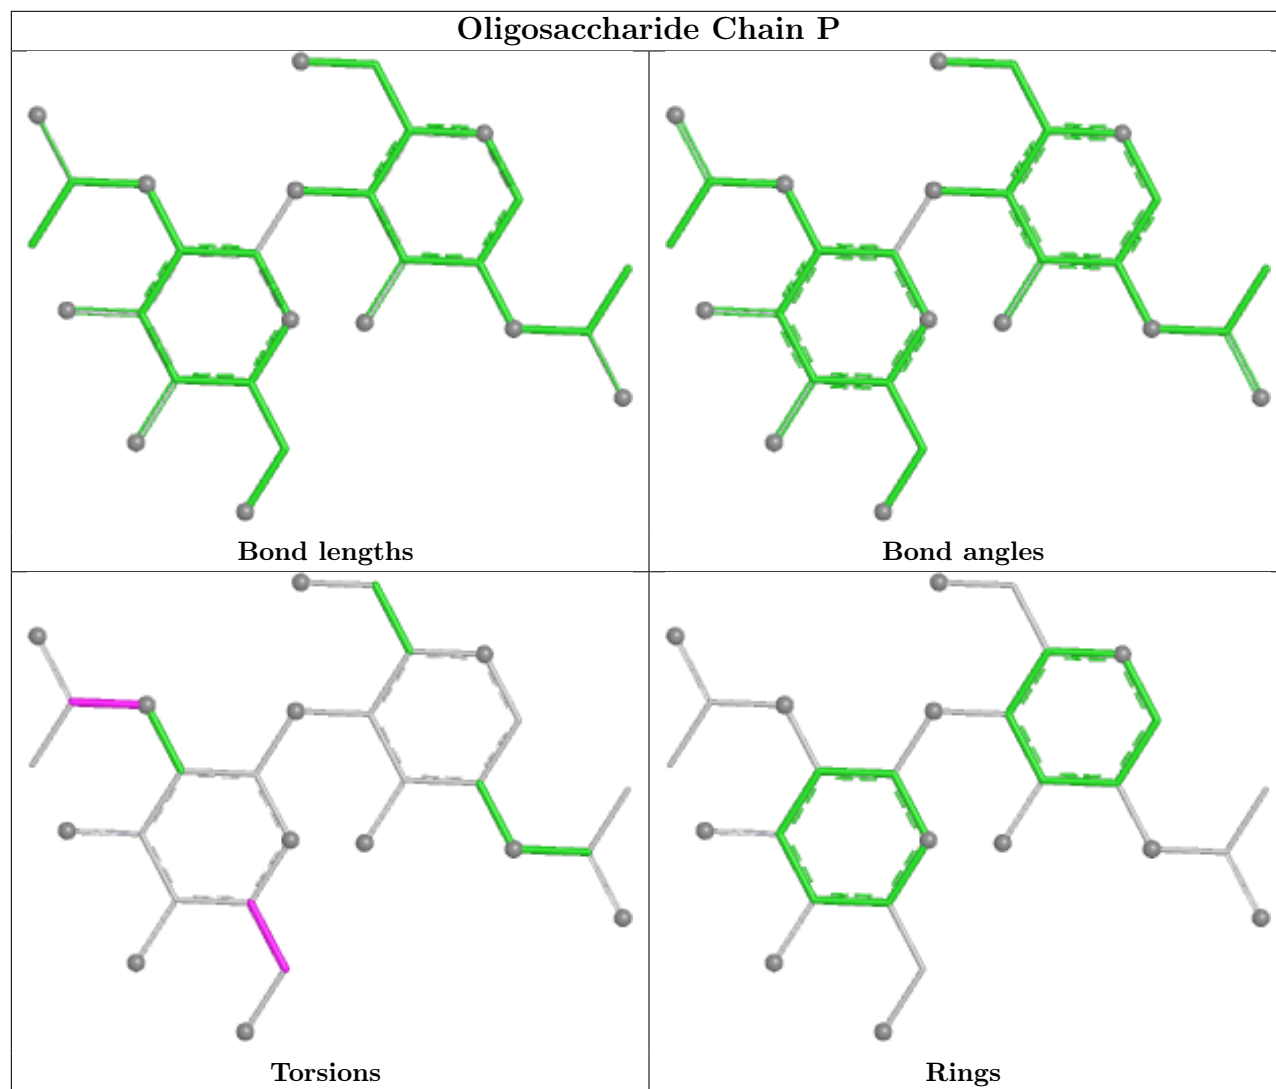 Oligosaccharide Chain P
Bond lengths
Bond angles
Torsions
Rings